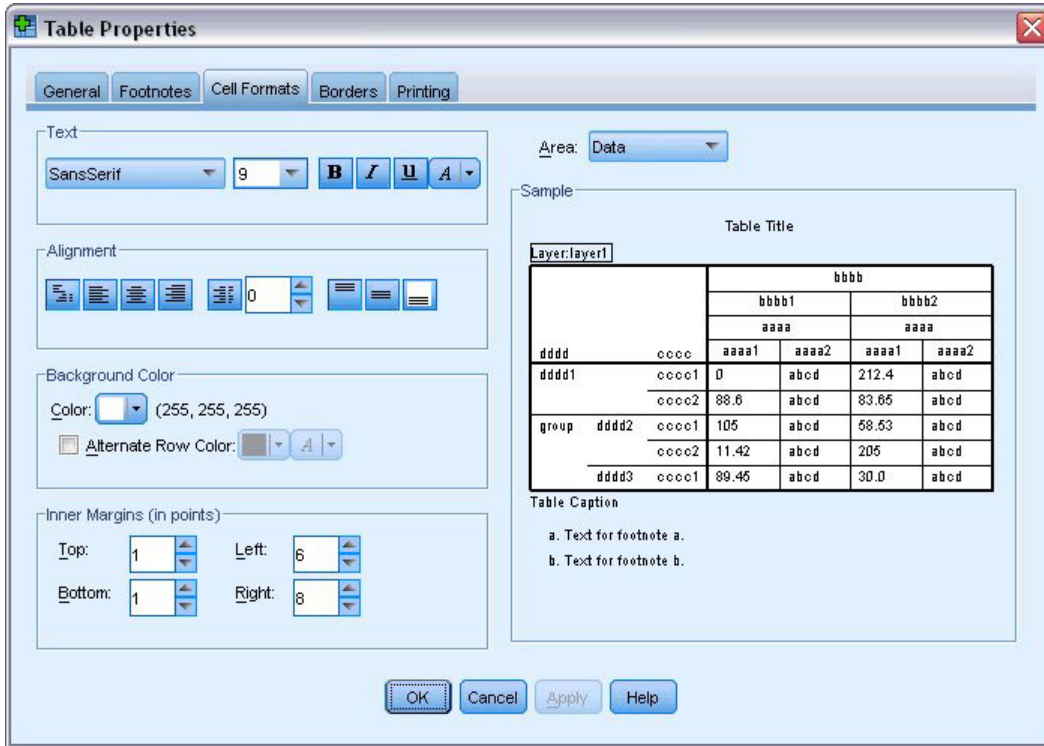 Table Properties
General Footnotes Cell Formats Borders Printing
Text
SansSerif 9 B I U A
Alignment
0
Background Color
Color: (255, 255, 255)
Alternate Row Color: A
Inner Margins (in points)
Top: 1 Left: 6
Bottom: 1 Right: 8
Area: Data
Sample
Table Title
Layer:layer1
bbbb
bbbb1 bbbb2
aaaa aaaa
dddd cccc aaaa1 aaaa2 aaaa1 aaaa2
dddd1 cccc1 0 abcd 212.4 abcd
cccc2 88.6 abcd 83.65 abcd
group dddd2 cccc1 105 abcd 58.53 abcd
cccc2 11.42 abcd 205 abcd
dddd3 cccc1 89.45 abcd 30.0 abcd
Table Caption
a. Text for footnote a.
b. Text for footnote b.
OK Cancel Apply Help